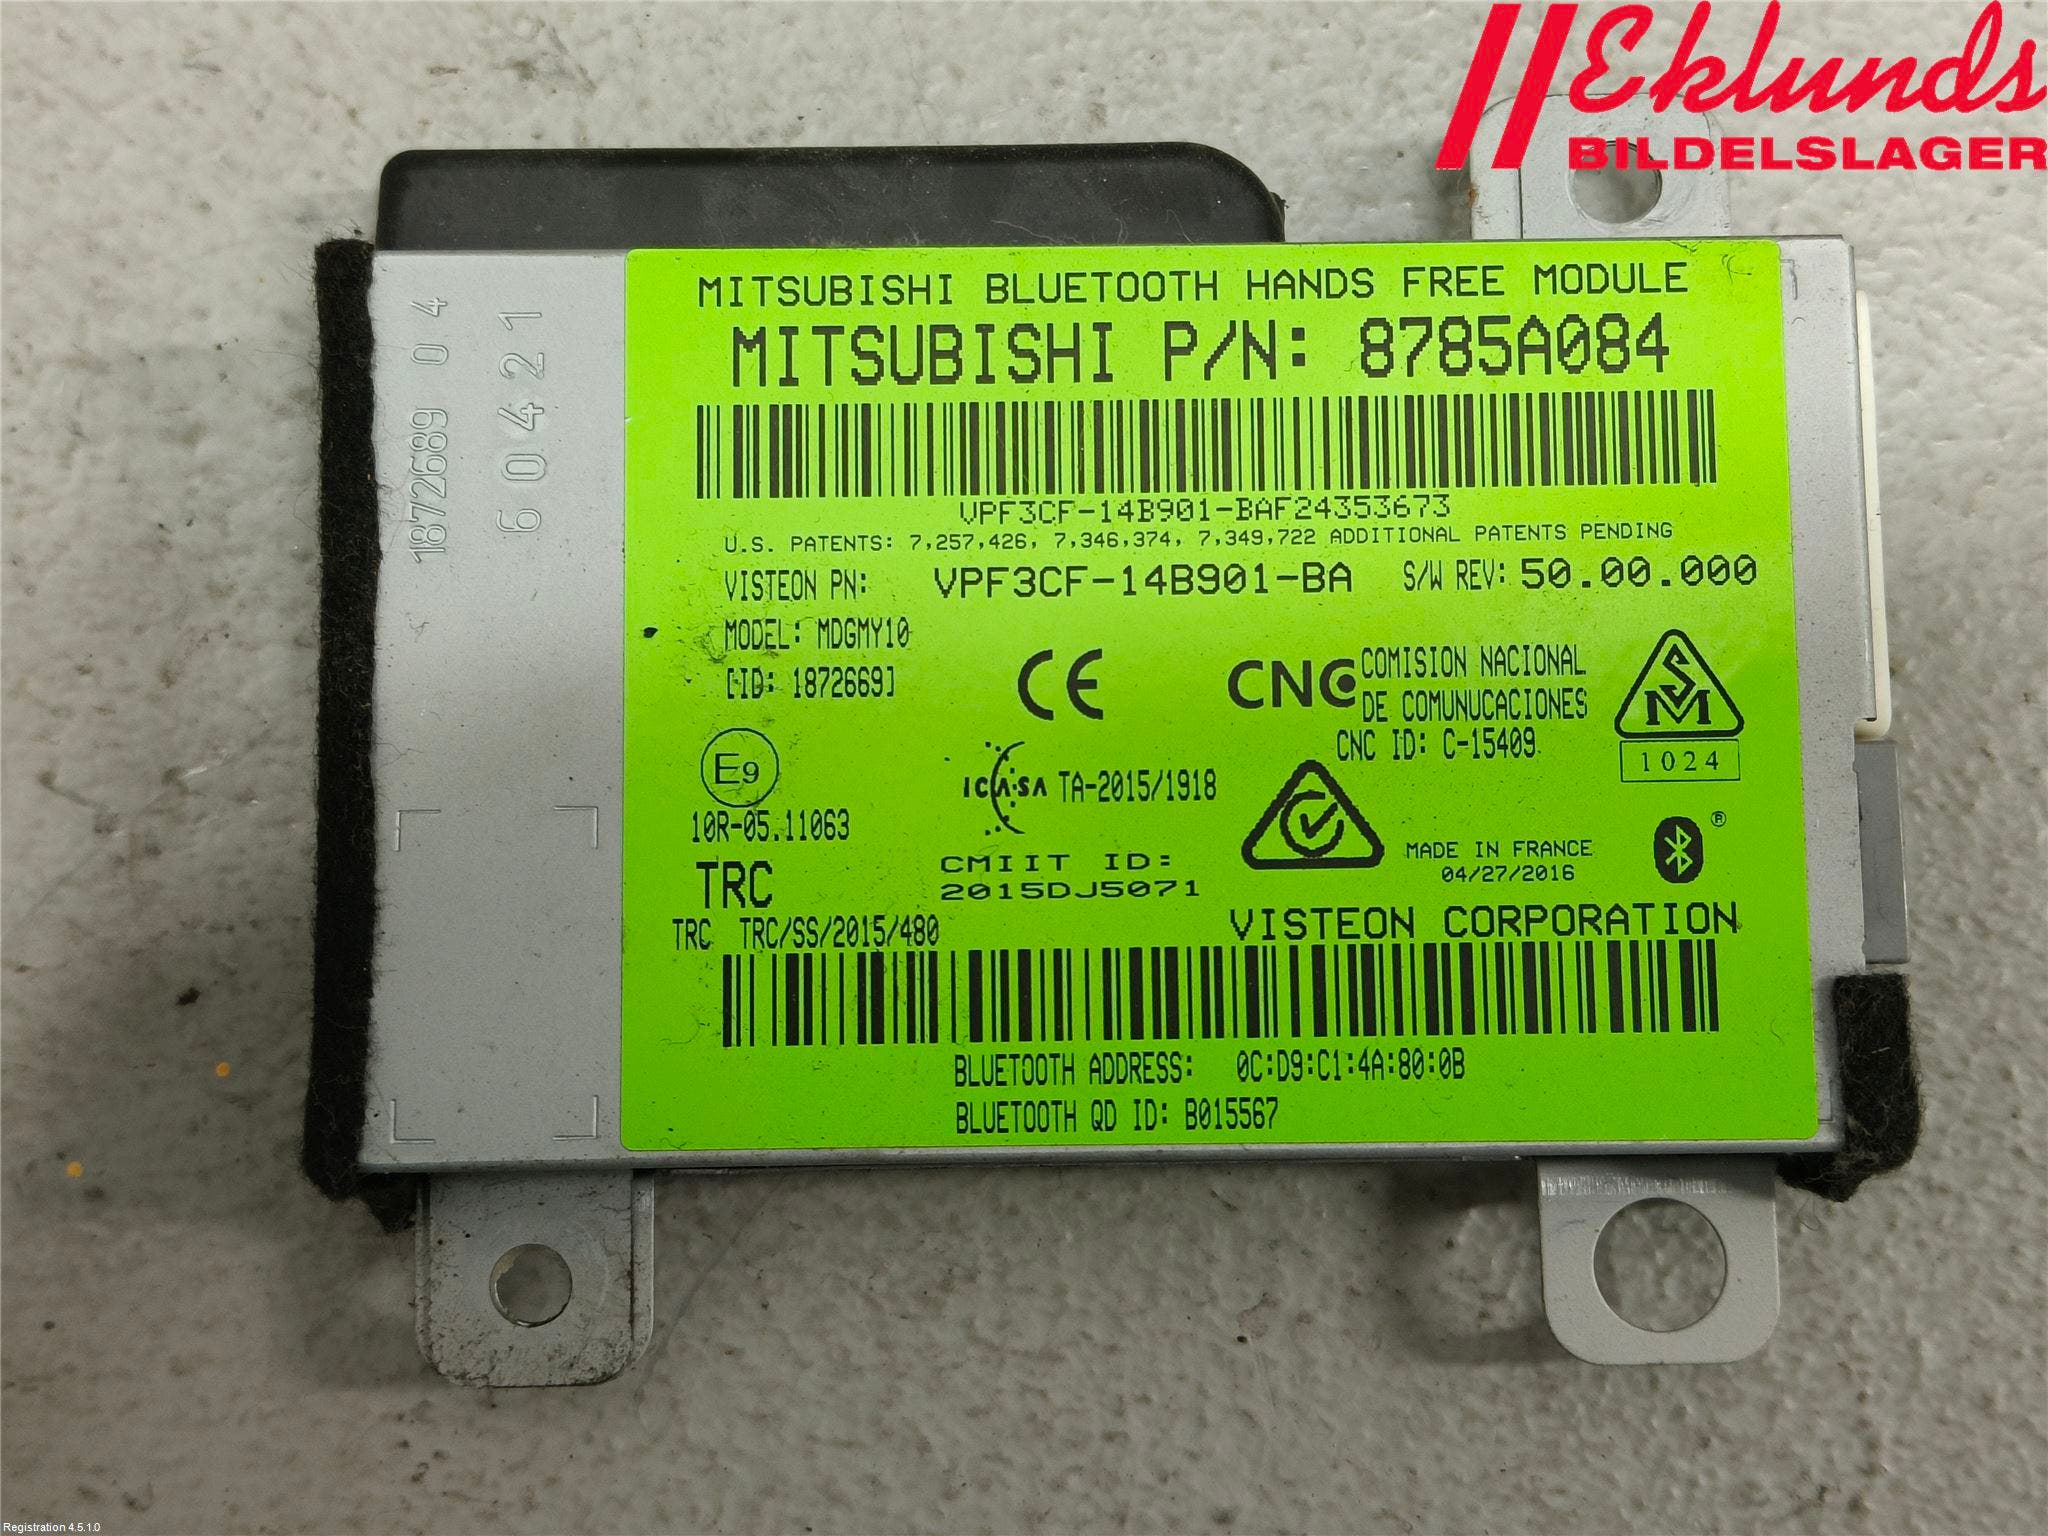 Eklunds
BILDELSLAGER
MITSUBISHI BLUETOOTH HANDS FREE MODULE
MITSUBISHI P/N: 8785A084
VPF3CF-14B901-BAF24353673
U.S. PATENTS: 7,257,426, 7,346,374, 7,349,722 ADDITIONAL PATENTS PENDING
VISTEON PN: VPF3CF-14B901-BA S/W REV: 50.00.000
MODEL: MDGMY10
[ID: 1872669]
CE
CNC COMISION NACIONAL
DE COMUNUCACIONES
CNC ID: C-15409
SM
1024
E9
10R-05.11063
ICASA TA-2015/1918
TRC
TRC TRC/SS/2015/480
CMIIT ID:
2015DJ5071
MADE IN FRANCE
04/27/2016
®
VISTEON CORPORATION
BLUETOOTH ADDRESS: 0C:D9:C1:4A:80:0B
BLUETOOTH QD ID: B015567
1872689 04
60421
Registration 4.5.1.0